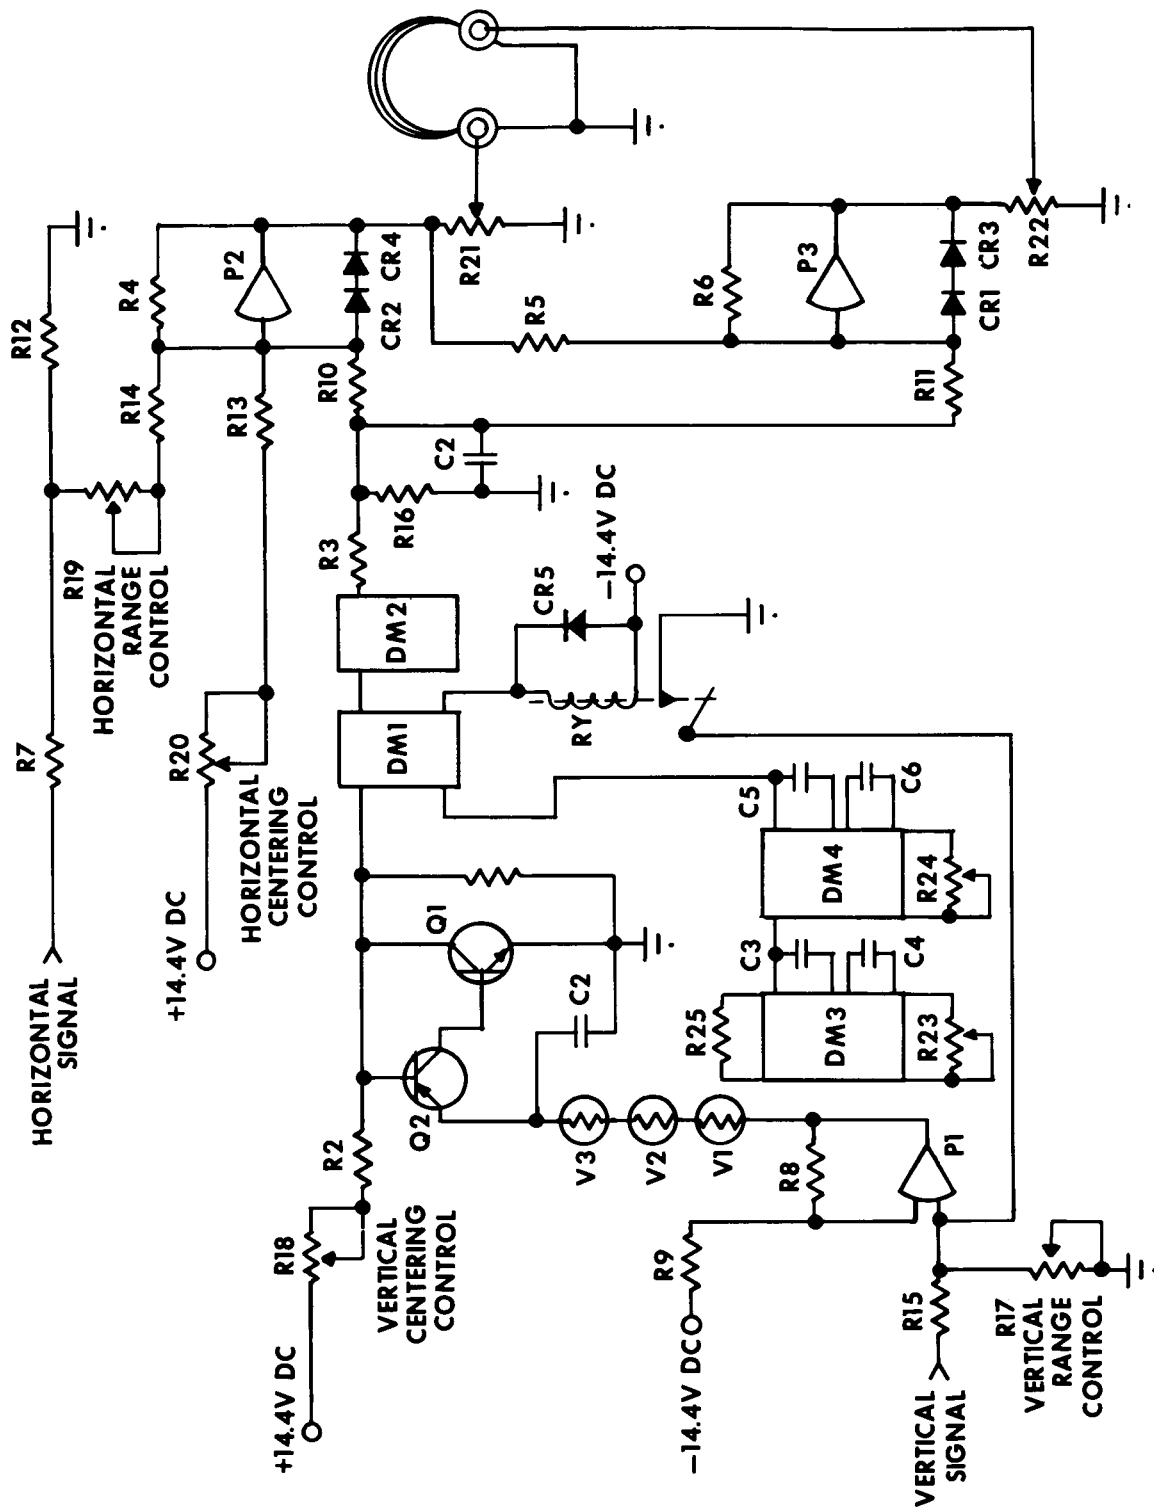 HORIZONTAL
SIGNAL
R7
R19
HORIZONTAL
RANGE
CONTROL
R12
+14.4V DC
R20
HORIZONTAL
CENTERING
CONTROL
R14
R4
R13
P2
+14.4V DC
R18
VERTICAL
CENTERING
CONTROL
R2
Q2
Q1
C2
DM1
DM2
R3
R16
C2
R10
CR2
CR4
R21
R5
RY
CR5
-14.4V DC
V3
V2
V1
R8
R9
-14.4V DC
P1
R25
DM3
R23
C3
C4
DM4
R24
C5
C6
R6
P3
R11
CR1
CR3
R22
VERTICAL
SIGNAL
R15
R17
VERTICAL
RANGE
CONTROL